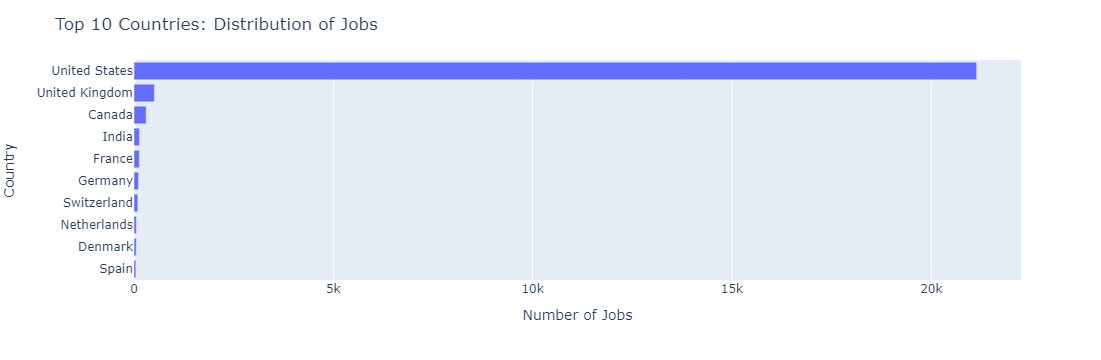 Top 10 Countries: Distribution of Jobs
United States
United Kingdom
Canada
India
France
Germany
Switzerland
Netherlands
Denmark
Spain
Country
0 5k 10k 15k 20k
Number of Jobs